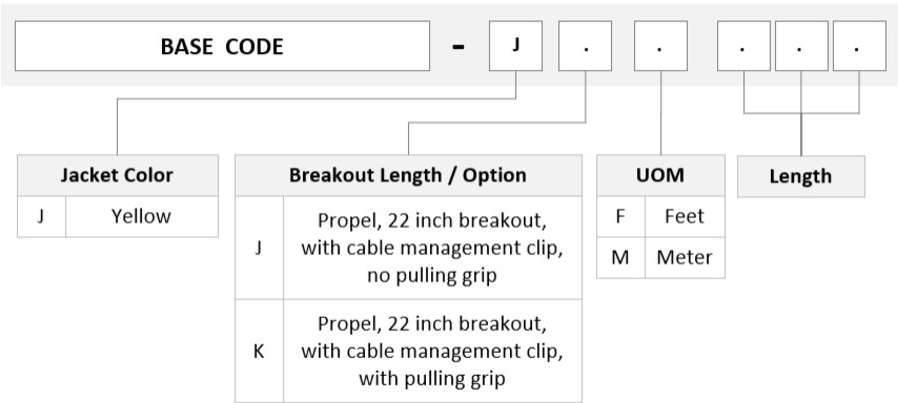 BASE CODE - J . . . . .
Jacket Color
J Yellow
Breakout Length / Option
J Propel, 22 inch breakout,
with cable management clip,
no pulling grip
K Propel, 22 inch breakout,
with cable management clip,
with pulling grip
UOM
F Feet
M Meter
Length